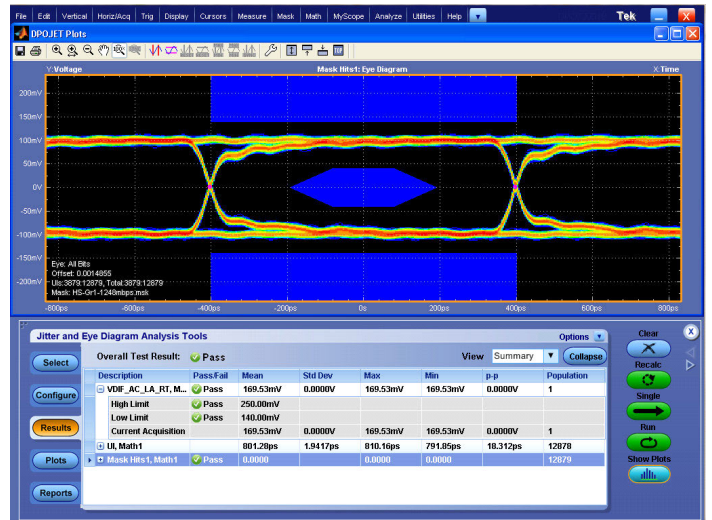 File Edit Vertical Horiz/Acq Trig Display Cursors Measure Mask Math MyScope Analyze Utilities Help Tek
DPOJET Plots
100%
TOP
Y:Voltage Mask Hits1: Eye Diagram X:Time
200mV
150mV
100mV
50mV
0V
-50mV
-100mV
-150mV
-200mV
Eye: All Bits
Offset: 0.0014855
UIs:3879:12879, Total:3879:12879
Mask: HS-Gr1-1248mbps.msk
-800ps -600ps -400ps -200ps 0s 200ps 400ps 600ps 800ps
Jitter and Eye Diagram Analysis Tools Options Clear
Select Overall Test Result: Pass View Summary Collapse
Recalc
Description Pass/Fail Mean Std Dev Max Min p-p Population
VDIF_AC_LA_RT, M... Pass 169.53mV 0.0000V 169.53mV 169.53mV 0.0000V 1
Configure High Limit Pass 250.00mV Single
Low Limit Pass 140.00mV
Results Current Acquisition 169.53mV 0.0000V 169.53mV 169.53mV 0.0000V 1 Run
UI, Math1 801.28ps 1.9417ps 810.16ps 791.85ps 18.312ps 12878
Plots Mask Hits1, Math1 Pass 0.0000 0.0000 0.0000 12879 Show Plots
Reports